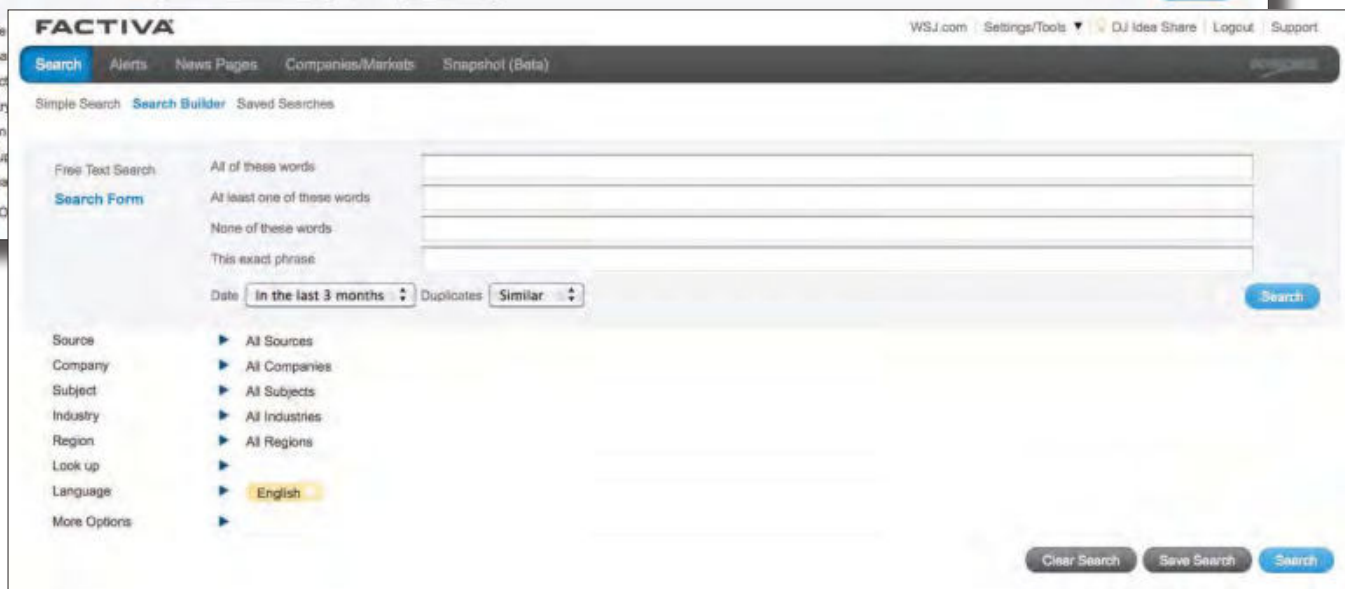 FACTIVA
WSJ.com Settings/Tools ▼ DJ Idea Share Logout Support
Search Alerts News Pages Companies/Markets Snapshot (Beta)
Simple Search Search Builder Saved Searches
Free Text Search
Search Form
All of these words
At least one of these words
None of these words
This exact phrase
Date In the last 3 months Duplicates Similar
Search
Source All Sources
Company All Companies
Subject All Subjects
Industry All Industries
Region All Regions
Look up
Language English
More Options
Clear Search Save Search Search